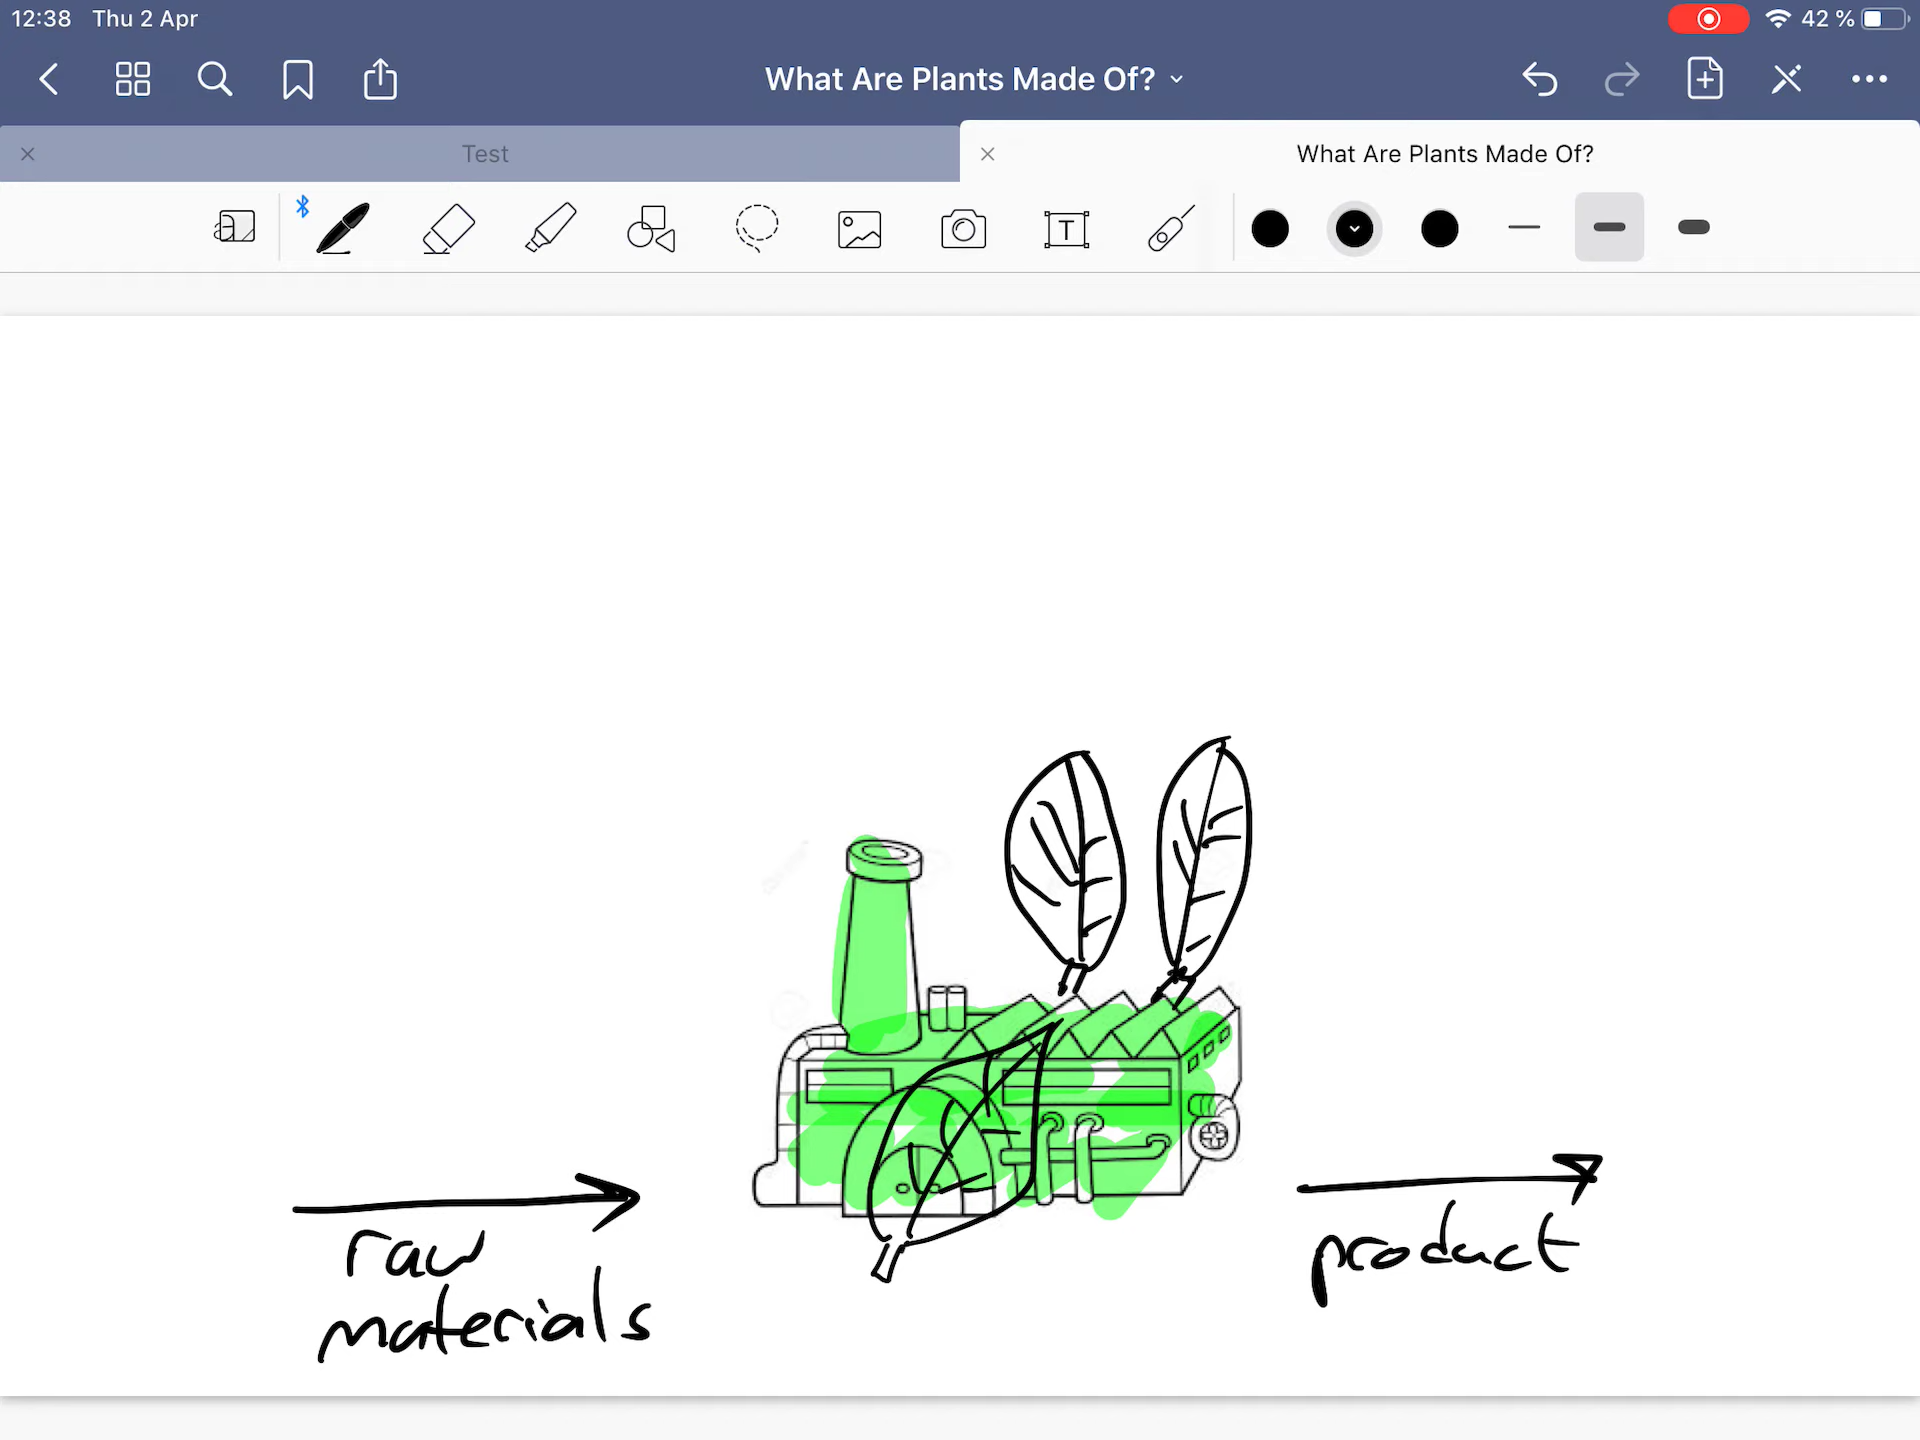 12:38 Thu 2 Apr
42 %
What Are Plants Made Of?
Test
What Are Plants Made Of?
a
T
raw
materials
product